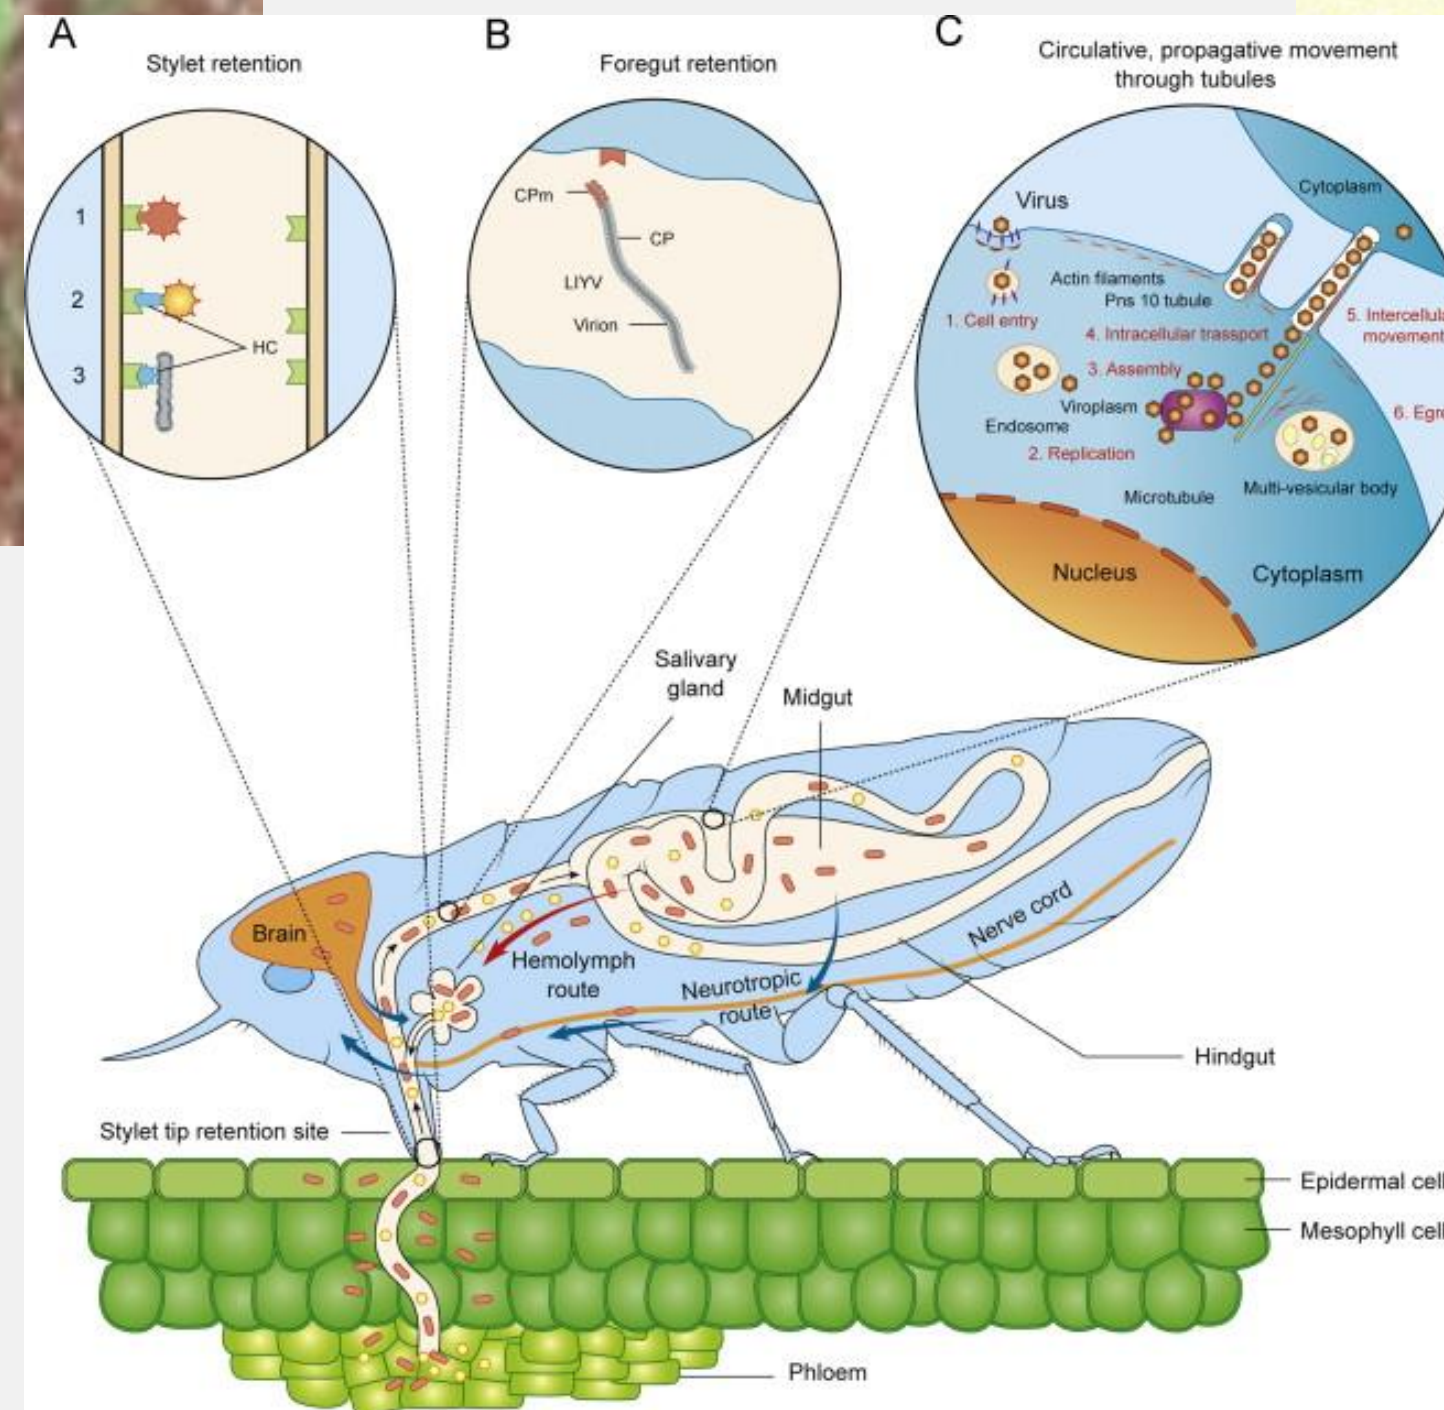 A
Stylet retention
1
2
3
HC
B
Foregut retention
CPm
CP
LIYV
Virion
C
Circulative, propagative movement
through tubules
Cytoplasm
Virus
Actin filaments
Pns 10 tubule
1. Cell entry
4. Intracellular transport
5. Intercellula
movement
3. Assembly
Viroplasm
6. Egre
Endosome
2. Replication
Multi-vesicular body
Microtubule
Nucleus
Cytoplasm
Salivary
gland
Midgut
Brain
Hemolymph
route
Neurotropic
route
Nerve cord
Hindgut
Stylet tip retention site
Epidermal cell
Mesophyll cell
Phloem